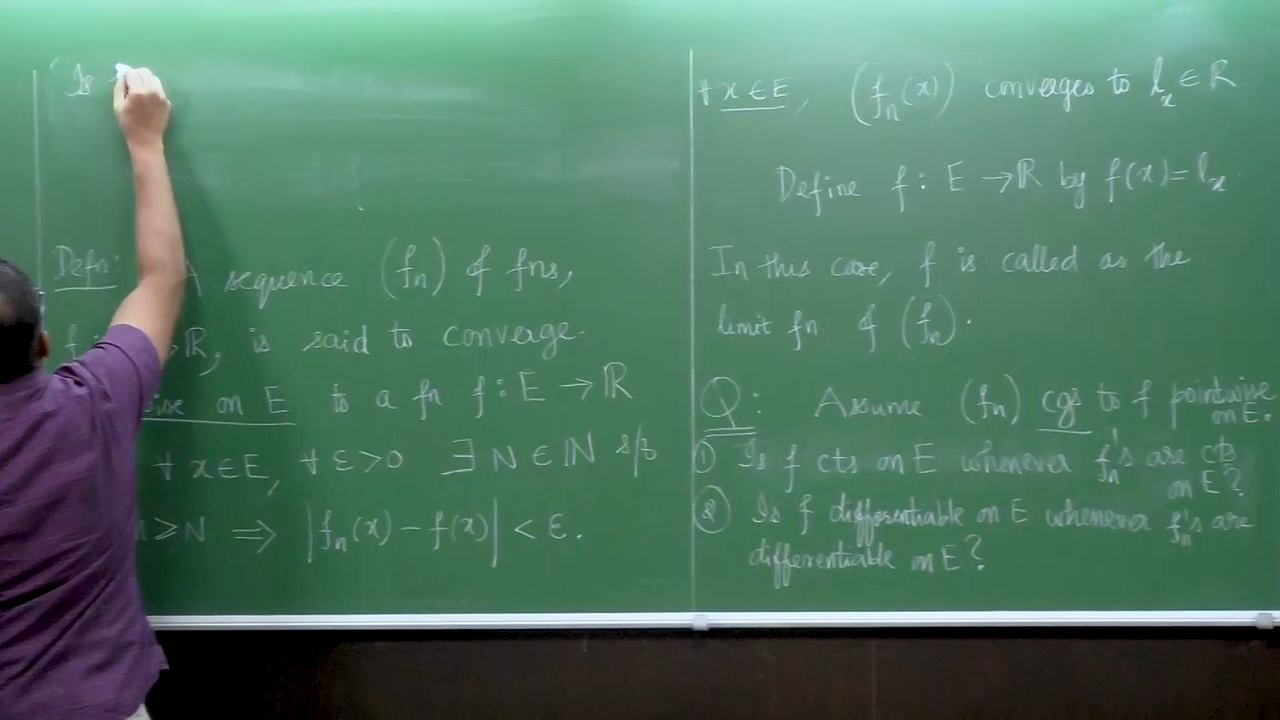 Is
Defn: A sequence (fn) of fns,
f ℝ, is said to converge
ise on E to a fn f : E → ℝ
∀ x ∈ E, ∀ ε > 0 ∃ N ∈ ℕ s/t
≥ N ⟹ |fn(x) − f(x)| < ε.
∀ x ∈ E, (fn(x)) converges to lx ∈ R
Define f : E → ℝ by f(x) = lx.
In this case, f is called as the
limit fn of (fn).
Q: Assume (fn) cgs to f pointwise
on E.
① Is f cts on E whenever fn's are cts
on E?
② Is f differentiable on E whenever fn's are
differentiable on E?